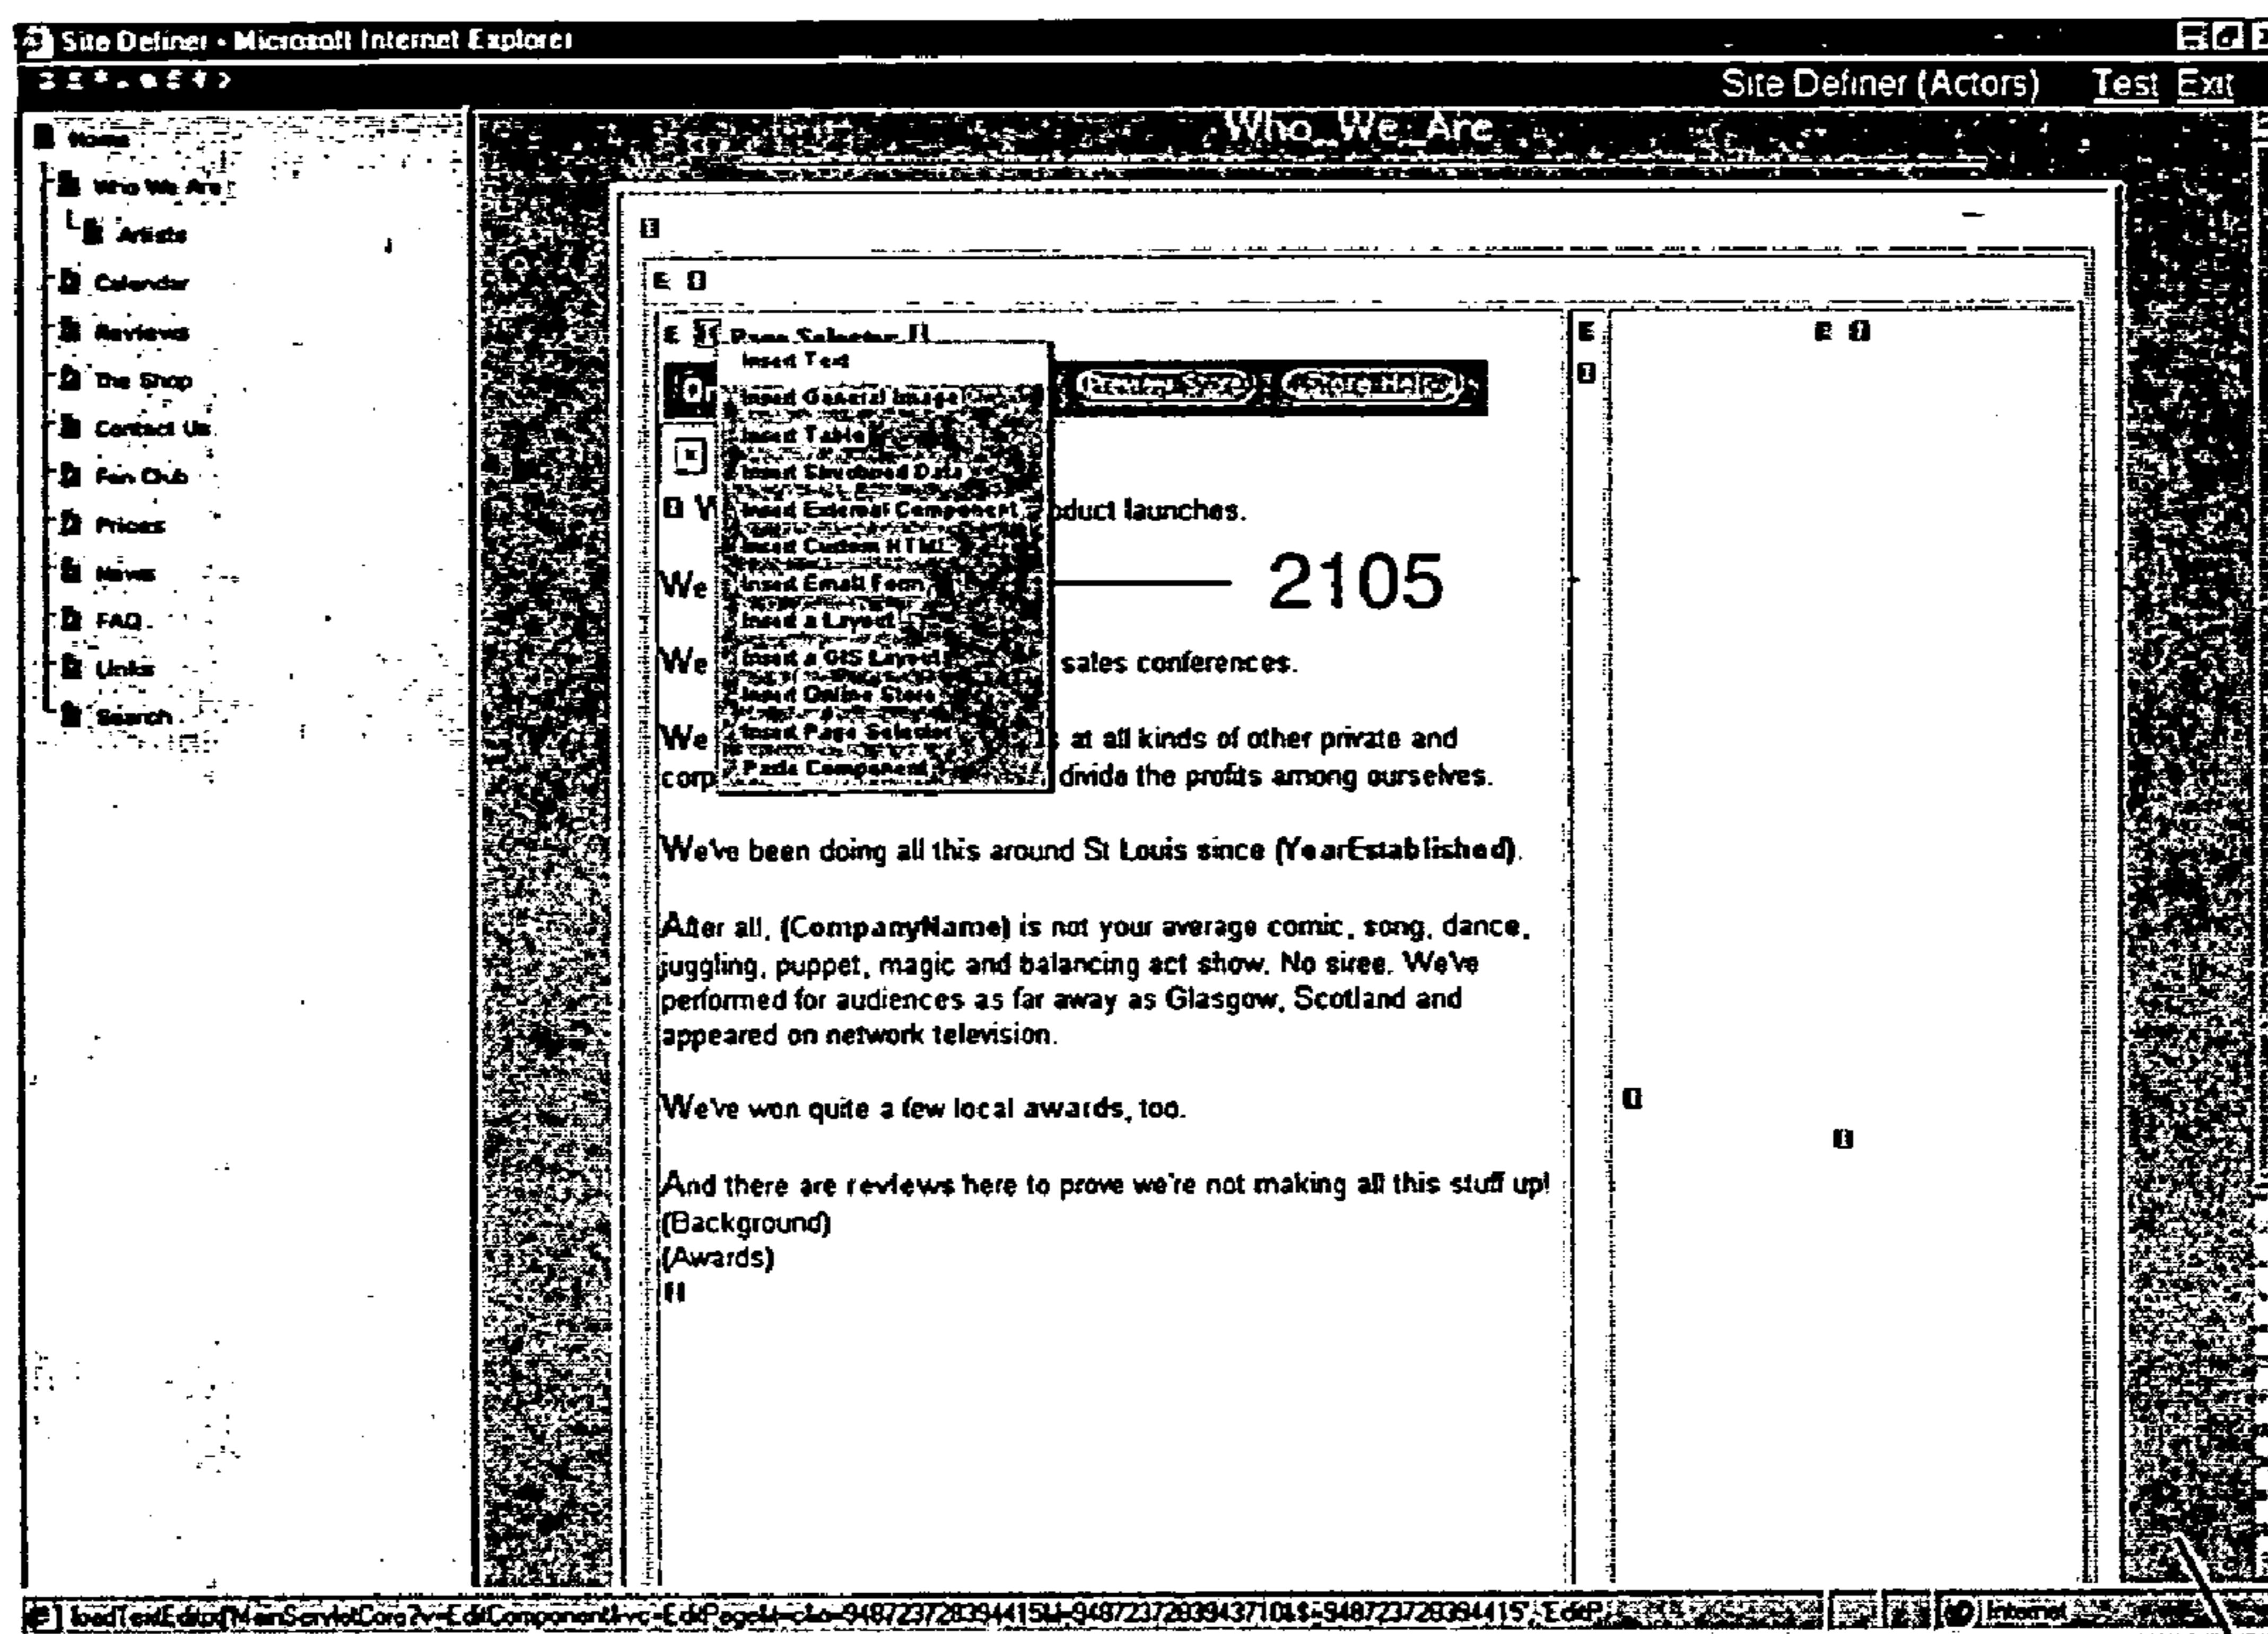 Site Definer - Microsoft Internet Explorer
Site Definer (Actors) Test Exit
Who_We_Are
Home
Who We Are
Artists
Calendar
Reviews
The Shop
Contact Us
Fan Club
Prices
News
FAQ
Links
Search
E I
E I Page Selector []
E
E I
Insert Text
Insert General Image
Insert Table
Insert Structured Data
Insert External Component
Insert Custom HTML
Insert Email Form
Insert a Layout
Insert a GIS Layout
Insert Online Store
Insert Page Selector
Paste Component
Preview Store Store Help
oduct launches.
We
2105
We sales conferences.
We at all kinds of other private and
corp divide the profits among ourselves.
We've been doing all this around St Louis since (YearEstablished).
After all, (CompanyName) is not your average comic, song, dance,
juggling, puppet, magic and balancing act show. No siree. We've
performed for audiences as far away as Glasgow, Scotland and
appeared on network television.
We've won quite a few local awards, too.
And there are reviews here to prove we're not making all this stuff up!
(Background)
(Awards)
Internet